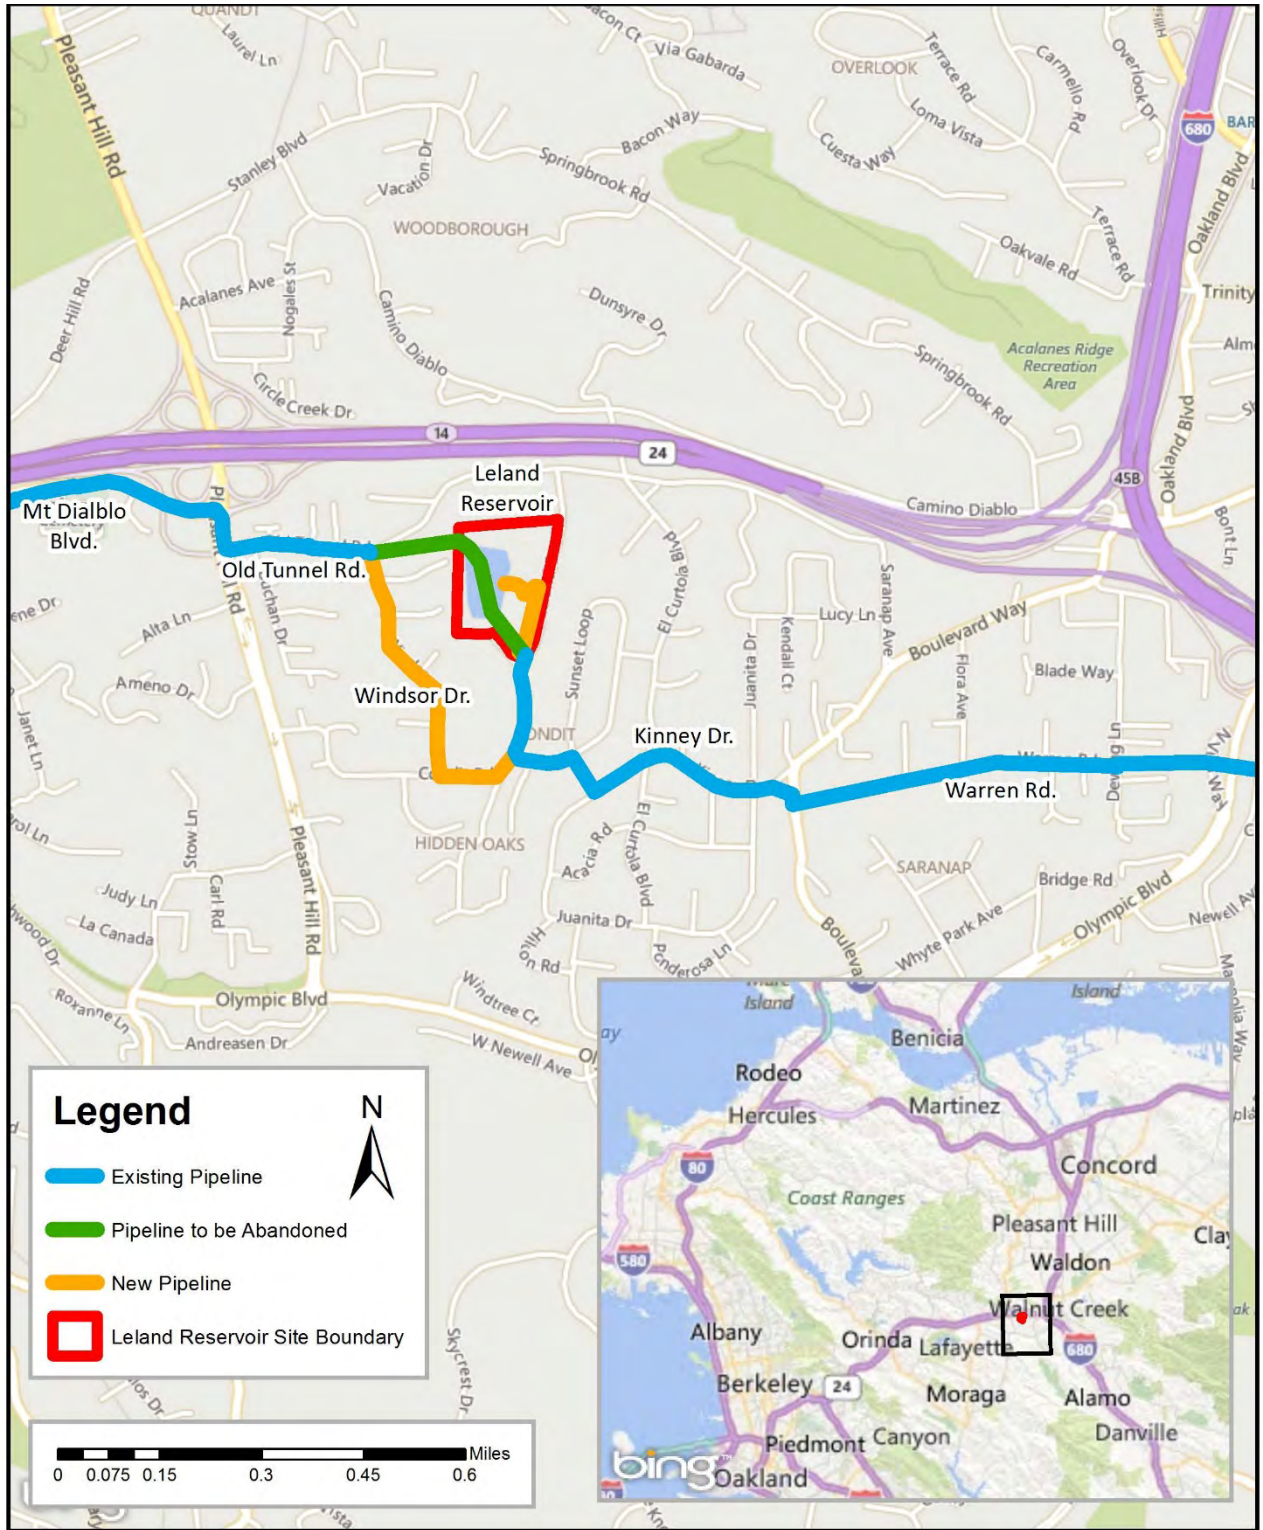 QUANDT
Laurel Ln
Bacon Ct
Via Gabarda
OVERLOOK
Terrace Rd
Carmello Rd
Overlook Dr
Pleasant Hill Rd
680
BAR
Stanley Blvd
Vacation Dr
Bacon Way
Springbrook Rd
Loma Vista
Cuesta Way
Oakland Blvd
WOODBOROUGH
Terrace Rd
Oakvale Rd
Trinity
Deer Hill Rd
Acalanes Ave
Nogales St
Camino Diablo
Dunsyre Dr
Springbrook Rd
Acalanes Ridge
Recreation
Area
Alm
Circle Creek Dr
Oakland Blvd
14
24
45B
Leland
Reservoir
Camino Diablo
Bont Ln
Mt Dialblo
Blvd.
Old Tunnel Rd.
El Curtola Blvd
Saranap Ave
Lucy Ln
Boulevard Way
Alta Ln
Sunset Loop
Juanita Dr
Kendall Ct
Flora Ave
Blade Way
Ameno Dr
Windsor Dr.
Janet Ln
Kinney Dr.
Warren Rd.
Pleasant Hill Rd
HIDDEN OAKS
Stow Ln
Carl Rd
Acacia Rd
El Curtola Blvd
SARANAP
Bridge Rd
Judy Ln
La Canada
Juanita Dr
Ponderosa Ln
Whyte Park Ave
Olympic Blvd
Newell Av
Roxanne Ln
Olympic Blvd
Windtree Ct
Andreasen Dr
W Newell Ave
Magnolia Way
Skycrest Dr
Legend
N
Existing Pipeline
Pipeline to be Abandoned
New Pipeline
Leland Reservoir Site Boundary
Miles
0 0.075 0.15 0.3 0.45 0.6
Island
Island
Benicia
Rodeo
Hercules
Martinez
80
Concord
Coast Ranges
Pleasant Hill
Clay
580
Waldon
Walnut Creek
Albany
Orinda
Lafayette
680
Berkeley
24
Moraga
Alamo
Danville
Piedmont
Canyon
bing
Oakland